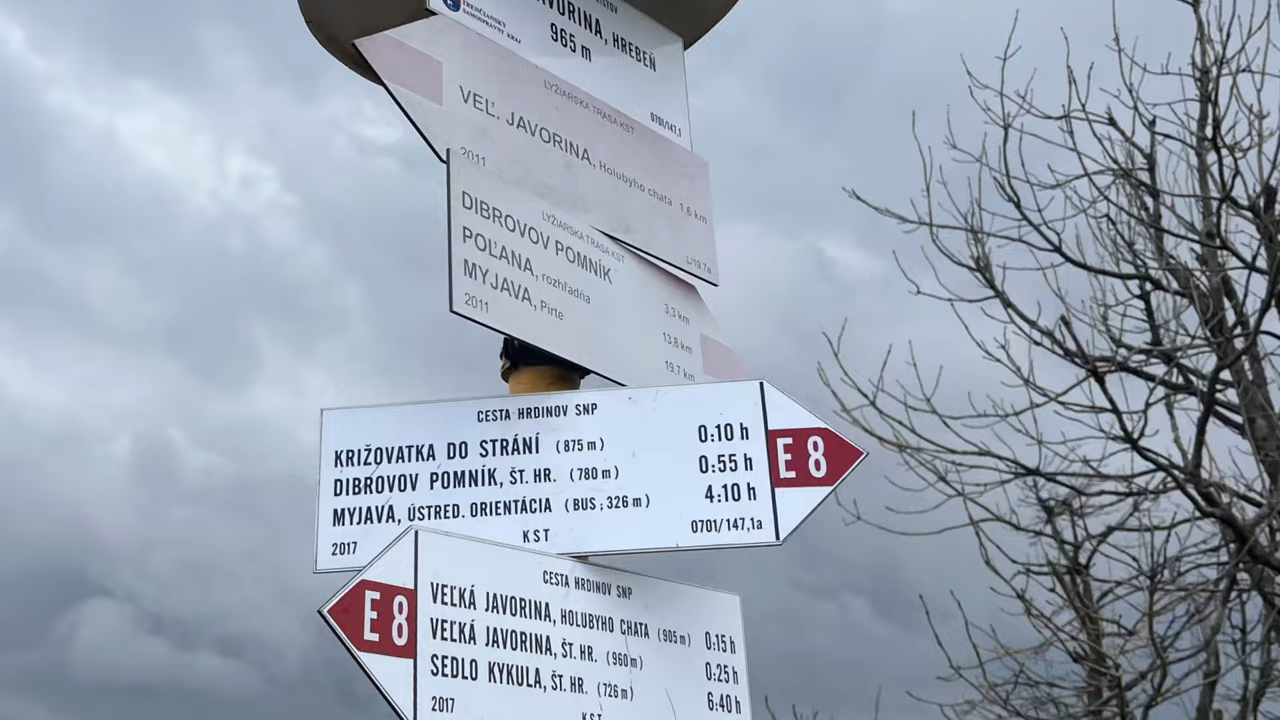 TRENČIANSKY
SAMOSPRÁVNY KRAJ
JAVORINA, HREBEŇ
965 m
0701/147,1
LYŽIARSKA TRASA KST
VEĽ. JAVORINA, Holubyho chata 1,6 km
2011
L/19.7a
LYŽIARSKA TRASA KST
DIBROVOV POMNÍK 3,3 km
POĽANA, rozhľadňa 13,8 km
MYJAVA, Pirte 19,7 km
2011
CESTA HRDINOV SNP
KRIŽOVATKA DO STRÁNÍ (875 m) 0:10 h
DIBROVOV POMNÍK, ŠT. HR. (780 m) 0:55 h
MYJAVA, ÚSTRED. ORIENTÁCIA (BUS ; 326 m) 4:10 h
2017 KST 0701/147,1a
E 8
CESTA HRDINOV SNP
E 8
VEĽKÁ JAVORINA, HOLUBYHO CHATA (905 m) 0:15 h
VEĽKÁ JAVORINA, ŠT. HR. (960 m) 0:25 h
SEDLO KYKULA, ŠT. HR. (726 m) 6:40 h
2017 KST